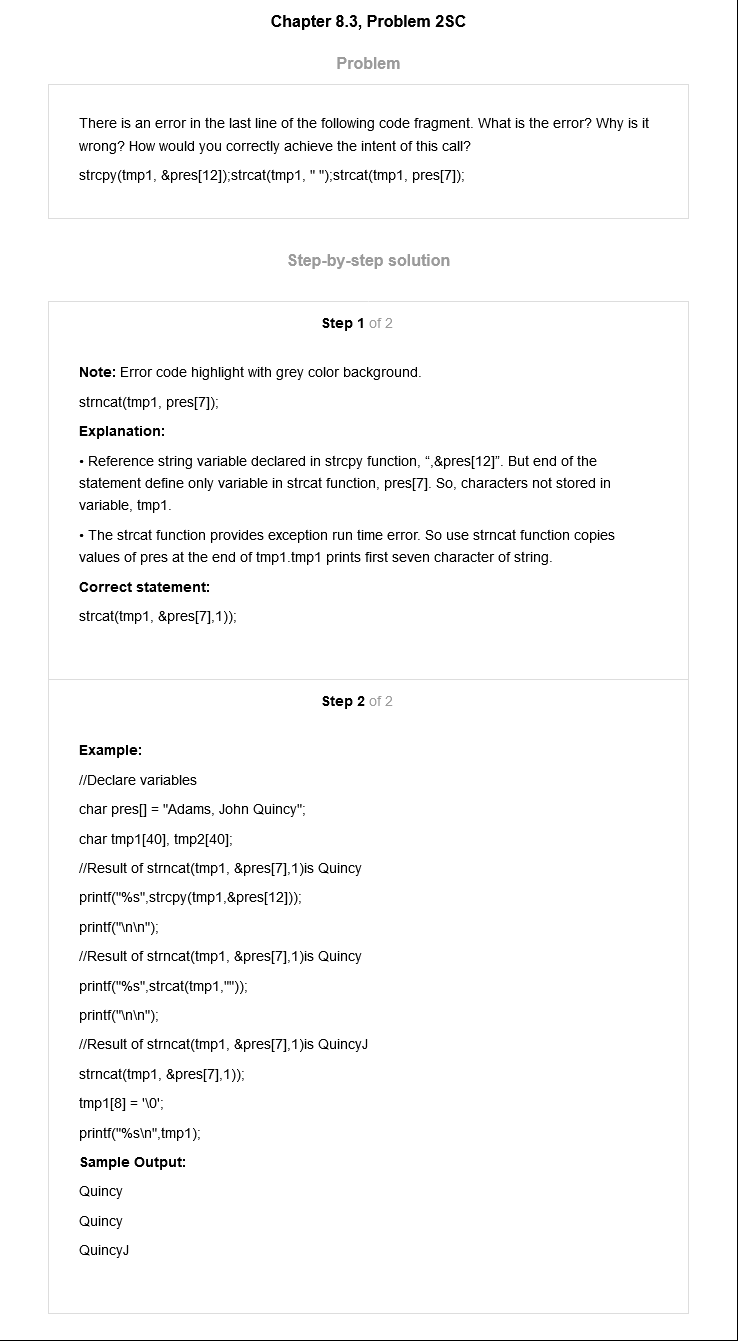 Chapter 8.3, Problem 2SC
Problem
There is an error in the last line of the following code fragment. What is the error? Why is it
wrong? How would you correctly achieve the intent of this call?
strcpy(tmp1, &pres[12]);strcat(tmp1, " ");strcat(tmp1, pres[7]);
Step-by-step solution
Step 1 of 2
Note: Error code highlight with grey color background.
strncat(tmp1, pres[7]);
Explanation:
• Reference string variable declared in strcpy function, “,&pres[12]”. But end of the
statement define only variable in strcat function, pres[7]. So, characters not stored in
variable, tmp1.
• The strcat function provides exception run time error. So use strncat function copies
values of pres at the end of tmp1.tmp1 prints first seven character of string.
Correct statement:
strcat(tmp1, &pres[7],1));
Step 2 of 2
Example:
//Declare variables
char pres[] = "Adams, John Quincy";
char tmp1[40], tmp2[40];
//Result of strncat(tmp1, &pres[7],1)is Quincy
printf("%s",strcpy(tmp1,&pres[12]));
printf("\n\n");
//Result of strncat(tmp1, &pres[7],1)is Quincy
printf("%s",strcat(tmp1,""));
printf("\n\n");
//Result of strncat(tmp1, &pres[7],1)is QuincyJ
strncat(tmp1, &pres[7],1));
tmp1[8] = '\0';
printf("%s\n",tmp1);
Sample Output:
Quincy
Quincy
QuincyJ